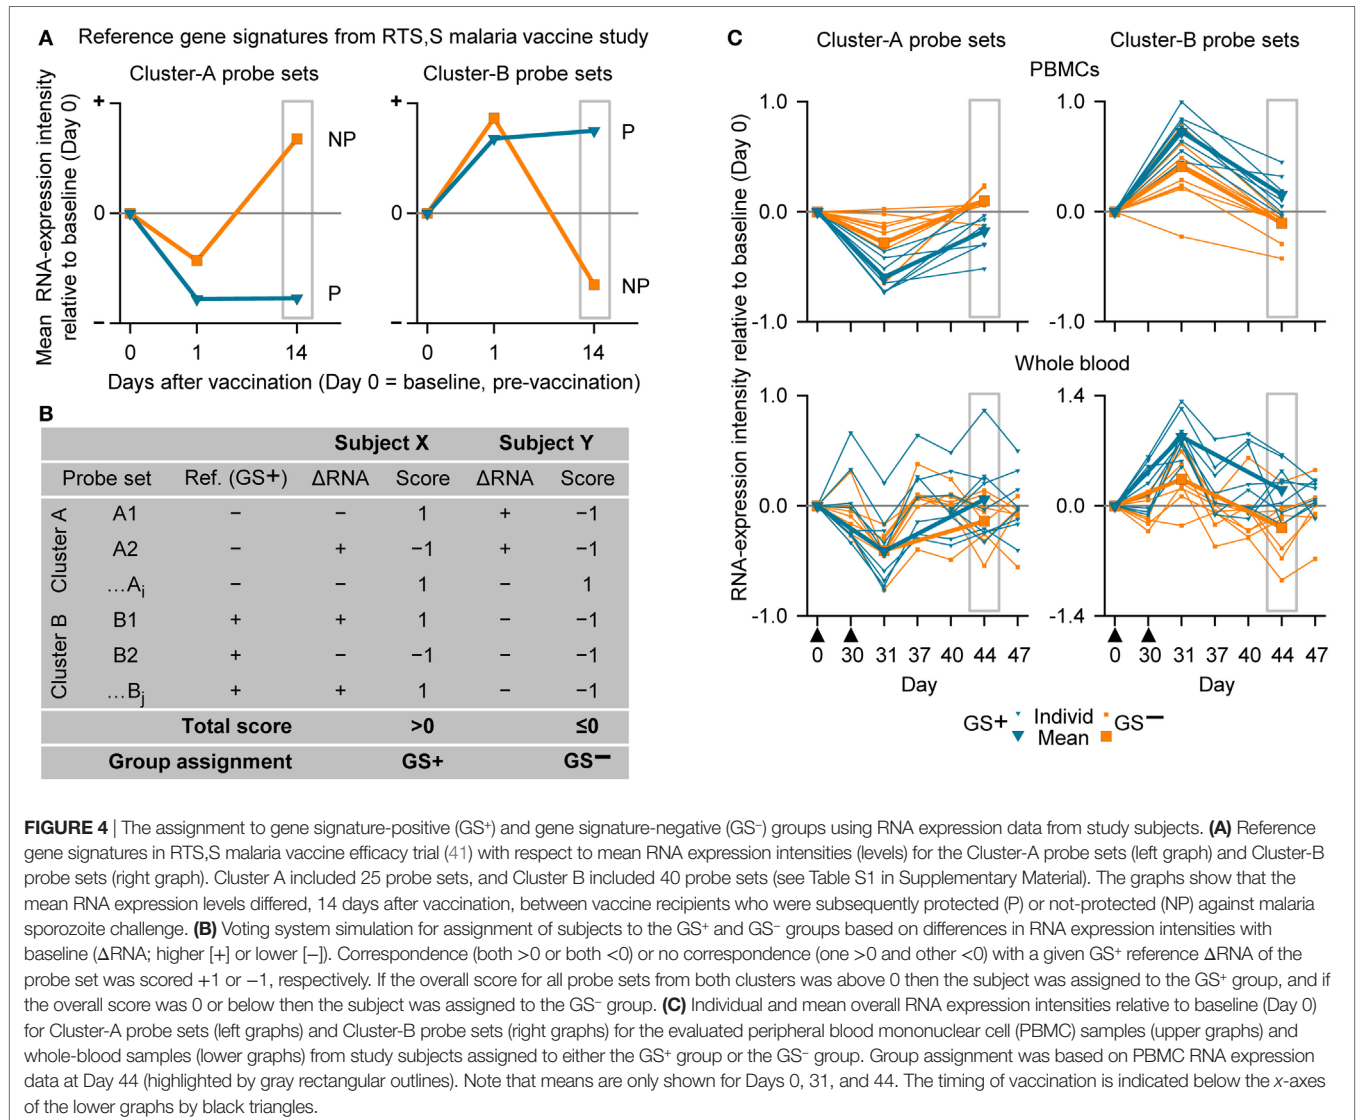 A Reference gene signatures from RTS,S malaria vaccine study
Cluster-A probe sets
Cluster-B probe sets
Mean RNA-expression intensity
relative to baseline (Day 0)
+
0
−
NP
P
0 1 14
+
0
−
P
NP
0 1 14
Days after vaccination (Day 0 = baseline, pre-vaccination)
B
Subject X Subject Y
Probe set Ref. (GS+) ΔRNA Score ΔRNA Score
Cluster A
A1 − − 1 + −1
A2 − + −1 + −1
…Ai − − 1 − 1
Cluster B
B1 + + 1 − −1
B2 + − −1 − −1
…Bj + + 1 − −1
Total score >0 ≤0
Group assignment GS+ GS−
C
Cluster-A probe sets
Cluster-B probe sets
PBMCs
RNA-expression intensity relative to baseline (Day 0)
1.0
0.0
-1.0
1.0
0.0
-1.0
Whole blood
1.0
0.0
-1.0
1.4
0.0
-1.4
0 30 31 37 40 44 47
0 30 31 37 40 44 47
Day
Day
GS+ Individ GS−
Mean
FIGURE 4 | The assignment to gene signature-positive (GS+) and gene signature-negative (GS−) groups using RNA expression data from study subjects. (A) Reference
gene signatures in RTS,S malaria vaccine efficacy trial (41) with respect to mean RNA expression intensities (levels) for the Cluster-A probe sets (left graph) and Cluster-B
probe sets (right graph). Cluster A included 25 probe sets, and Cluster B included 40 probe sets (see Table S1 in Supplementary Material). The graphs show that the
mean RNA expression levels differed, 14 days after vaccination, between vaccine recipients who were subsequently protected (P) or not-protected (NP) against malaria
sporozoite challenge. (B) Voting system simulation for assignment of subjects to the GS+ and GS− groups based on differences in RNA expression intensities with
baseline (ΔRNA; higher [+] or lower [−]). Correspondence (both >0 or both <0) or no correspondence (one >0 and other <0) with a given GS+ reference ΔRNA of the
probe set was scored +1 or −1, respectively. If the overall score for all probe sets from both clusters was above 0 then the subject was assigned to the GS+ group, and if
the overall score was 0 or below then the subject was assigned to the GS− group. (C) Individual and mean overall RNA expression intensities relative to baseline (Day 0)
for Cluster-A probe sets (left graphs) and Cluster-B probe sets (right graphs) for the evaluated peripheral blood mononuclear cell (PBMC) samples (upper graphs) and
whole-blood samples (lower graphs) from study subjects assigned to either the GS+ group or the GS− group. Group assignment was based on PBMC RNA expression
data at Day 44 (highlighted by gray rectangular outlines). Note that means are only shown for Days 0, 31, and 44. The timing of vaccination is indicated below the x-axes
of the lower graphs by black triangles.